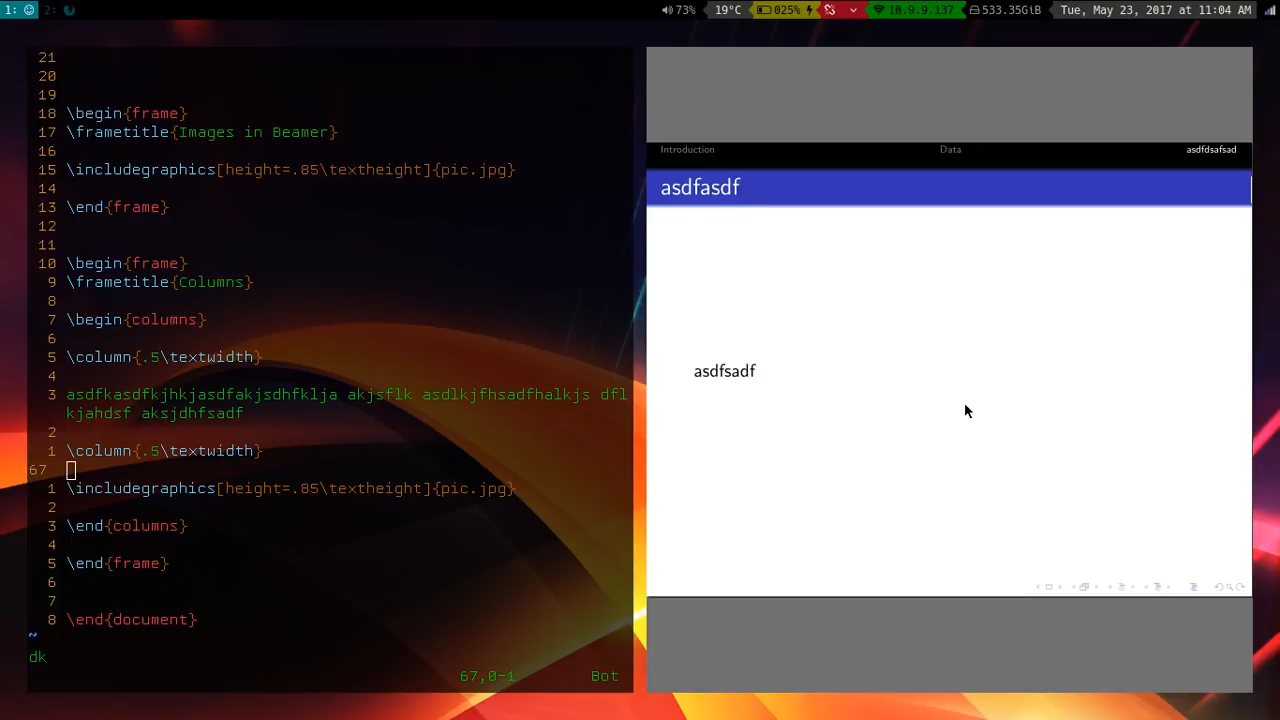 1: 2: 73% 19°C 025% 10.9.9.137 533.35GiB Tue, May 23, 2017 at 11:04 AM
21
20
19
18 \begin{frame}
17 \frametitle{Images in Beamer}
16
15 \includegraphics[height=.85\textheight]{pic.jpg}
14
13 \end{frame}
12
11
10 \begin{frame}
9 \frametitle{Columns}
8
7 \begin{columns}
6
5 \column{.5\textwidth}
4
3 asdfkasdfkjhkjasdfakjsdhfklja akjsflk asdlkjfhsadfhalkjs dfl
kjahdsf aksjdhfsadf
2
1 \column{.5\textwidth}
67
1 \includegraphics[height=.85\textheight]{pic.jpg}
2
3 \end{columns}
4
5 \end{frame}
6
7
8 \end{document}
~
dk
67,0-1 Bot
Introduction Data asdfdsafsad
asdfasdf
asdfsadf